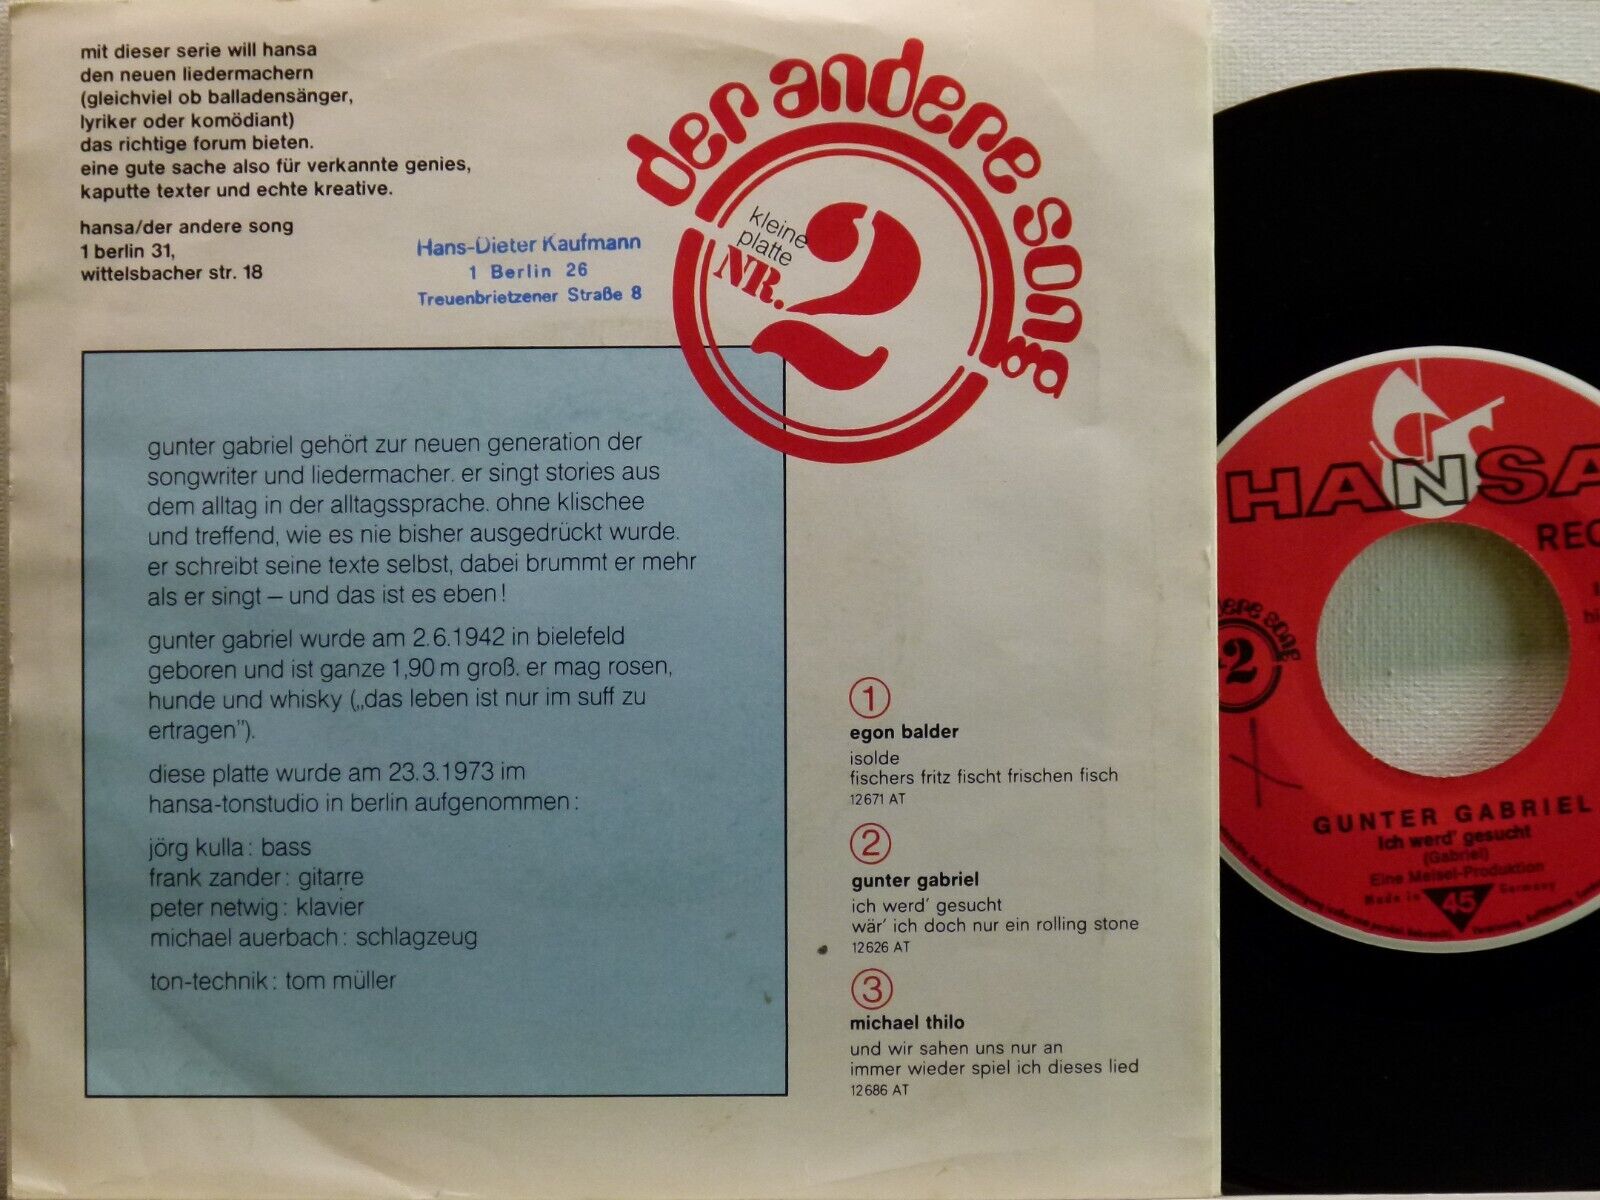 mit dieser serie will hansa
den neuen liedermachern
(gleichviel ob balladensänger,
lyriker oder komödiant)
das richtige forum bieten.
eine gute sache also für verkannte genies,
kaputte texter und echte kreative.
hansa/der andere song
1 berlin 31,
wittelsbacher str. 18
Hans-Dieter Kaufmann
1 Berlin 26
Treuenbrietzener Straße 8
der andere song
kleine
platte
NR. 2
gunter gabriel gehört zur neuen generation der
songwriter und liedermacher. er singt stories aus
dem alltag in der alltagssprache. ohne klischee
und treffend, wie es nie bisher ausgedrückt wurde.
er schreibt seine texte selbst, dabei brummt er mehr
als er singt – und das ist es eben!
gunter gabriel wurde am 2.6.1942 in bielefeld
geboren und ist ganze 1,90 m groß. er mag rosen,
hunde und whisky („das leben ist nur im suff zu
ertragen”).
diese platte wurde am 23.3.1973 im
hansa-tonstudio in berlin aufgenommen:
jörg kulla: bass
frank zander: gitarre
peter netwig: klavier
michael auerbach: schlagzeug
ton-technik: tom müller
1
egon balder
isolde
fischers fritz fischt frischen fisch
12671 AT
2
gunter gabriel
ich werd' gesucht
wär' ich doch nur ein rolling stone
12626 AT
3
michael thilo
und wir sahen uns nur an
immer wieder spiel ich dieses lied
12686 AT
HANSA
REC
dere song
2
GUNTER GABRIEL
Ich werd' gesucht
(Gabriel)
Eine Meisel-Produktion
Made in 45 Germany